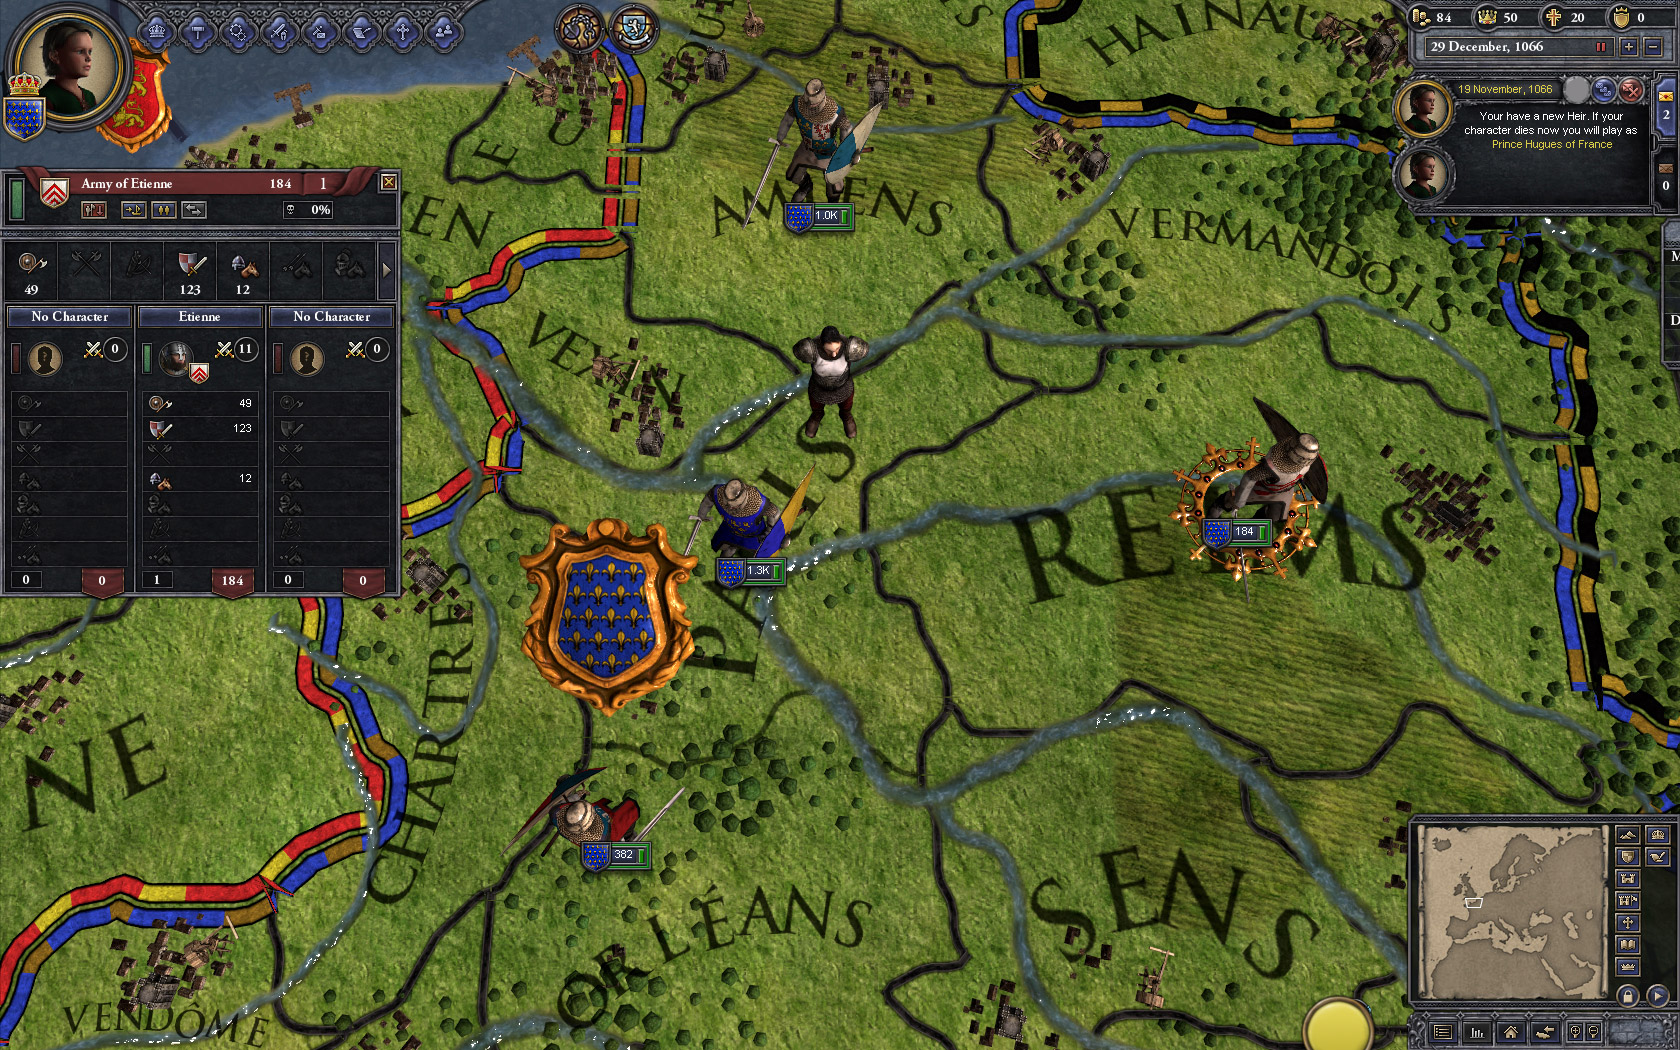 84
50
20
0
29 December, 1066
19 November, 1066
Your have a new Heir. If your
character dies now you will play as
Prince Hugues of France
2
0
Army of Etienne
184
1
0%
49
123
12
No Character
Etienne
No Character
0
11
0
49
123
12
0
0
1
184
0
0
HAINAU
EU
AMIENS
1.0K
VERMANDOIS
VEXIN
PARIS
1.3K
REIMS
184
CHARTRES
NE
382
ORLÉANS
SENS
VENDÔME